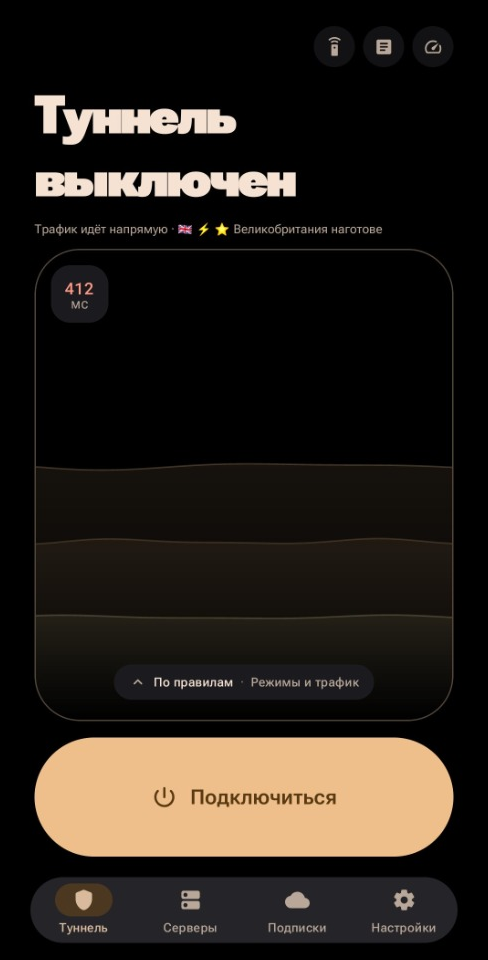 Туннель
выключен
Трафик идёт напрямую · 🇬🇧 ⚡ ⭐ Великобритания наготове
412
МС
По правилам · Режимы и трафик
Подключиться
Туннель
Серверы
Подписки
Настройки